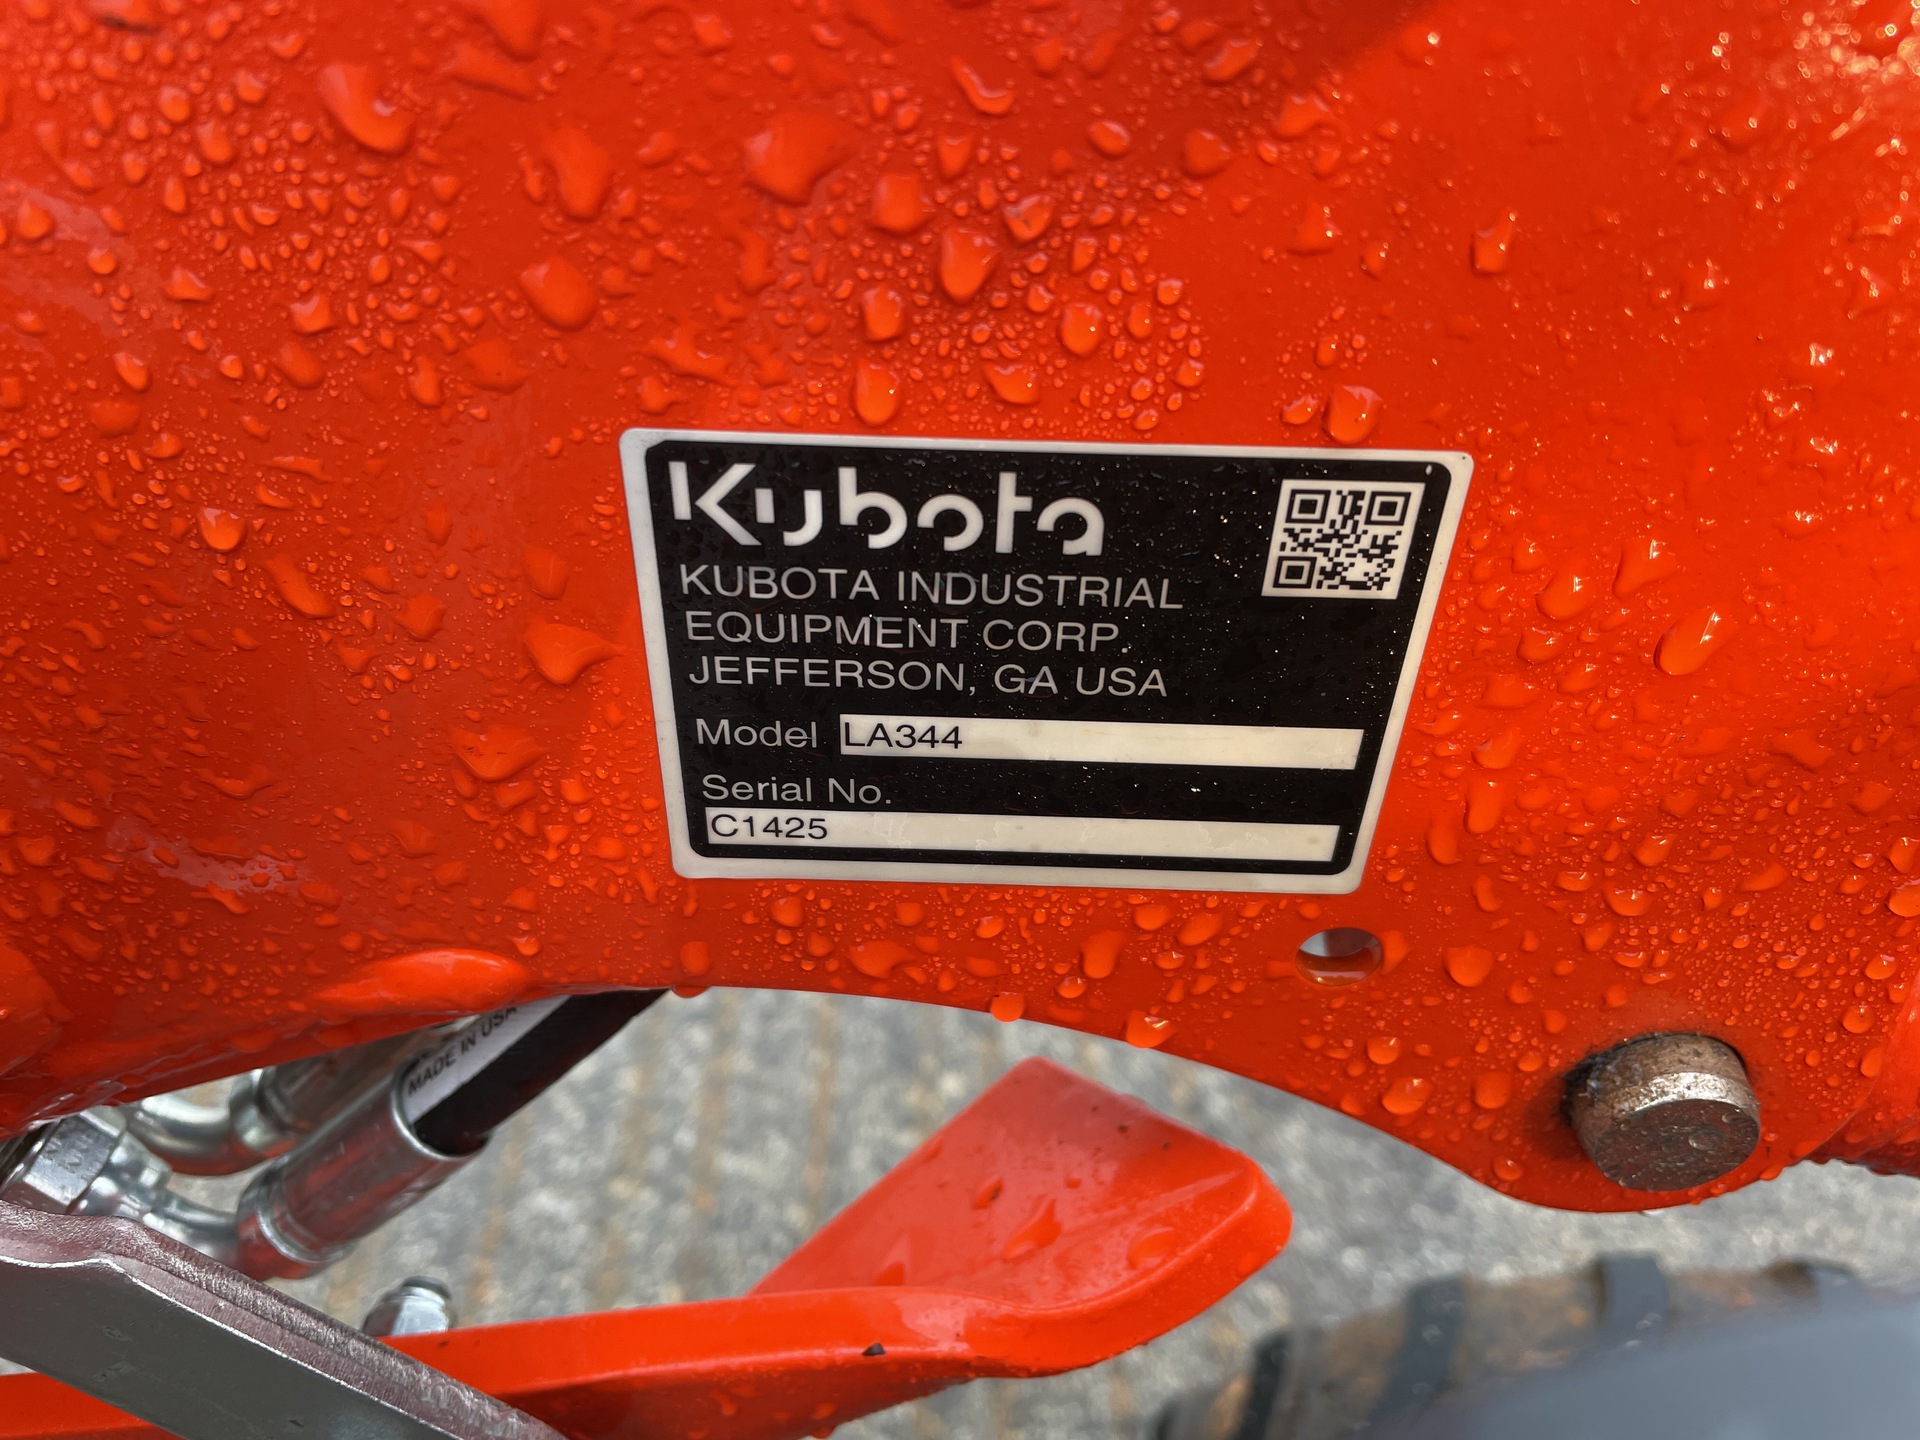 Kubota
KUBOTA INDUSTRIAL
EQUIPMENT CORP.
JEFFERSON, GA USA
Model LA344
Serial No.
C1425
MADE IN USA